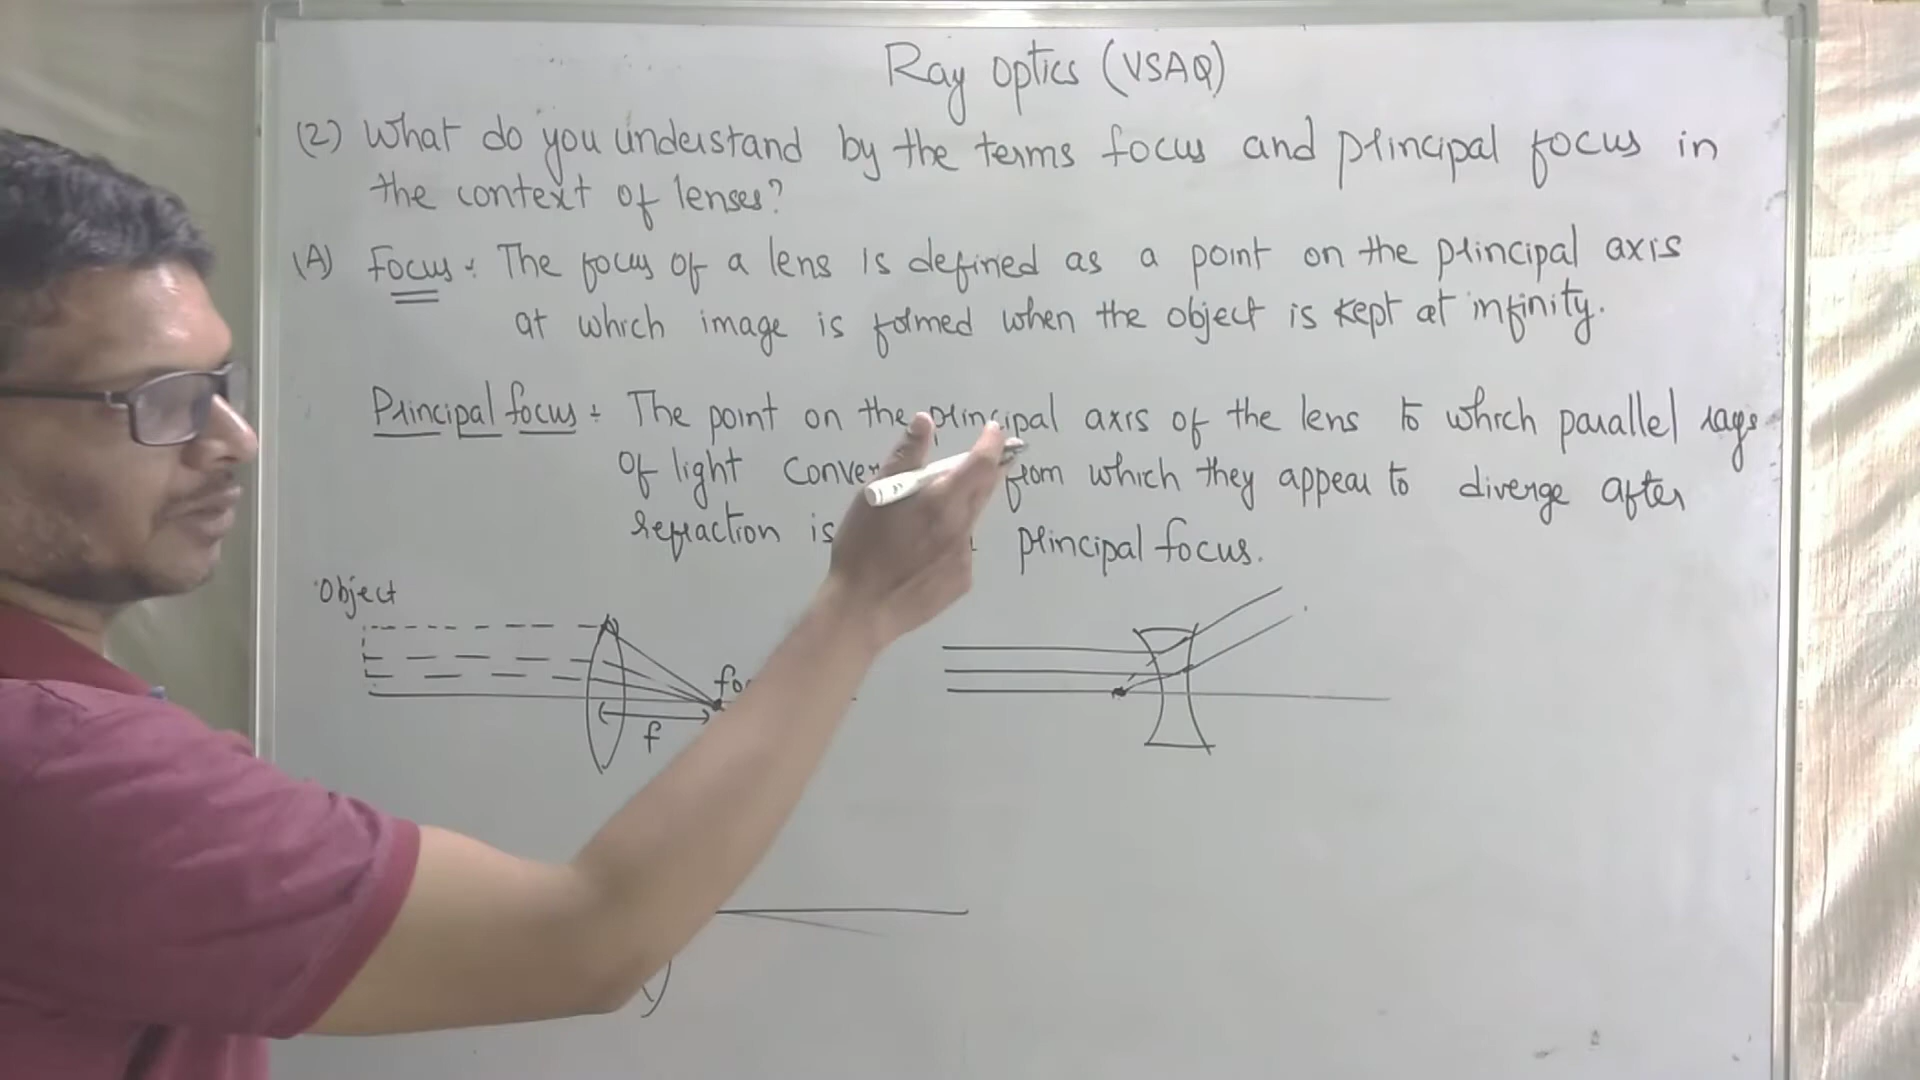 Ray Optics (VSAQ)
(2) What do you understand by the terms focus and principal focus in
the context of lenses?
(A) Focus : The focus of a lens is defined as a point on the principal axis
at which image is formed when the object is kept at infinity.
Principal focus : The point on the principal axis of the lens to which parallel rays
of light from which they appear to diverge after
refraction is principal focus.
Object
f